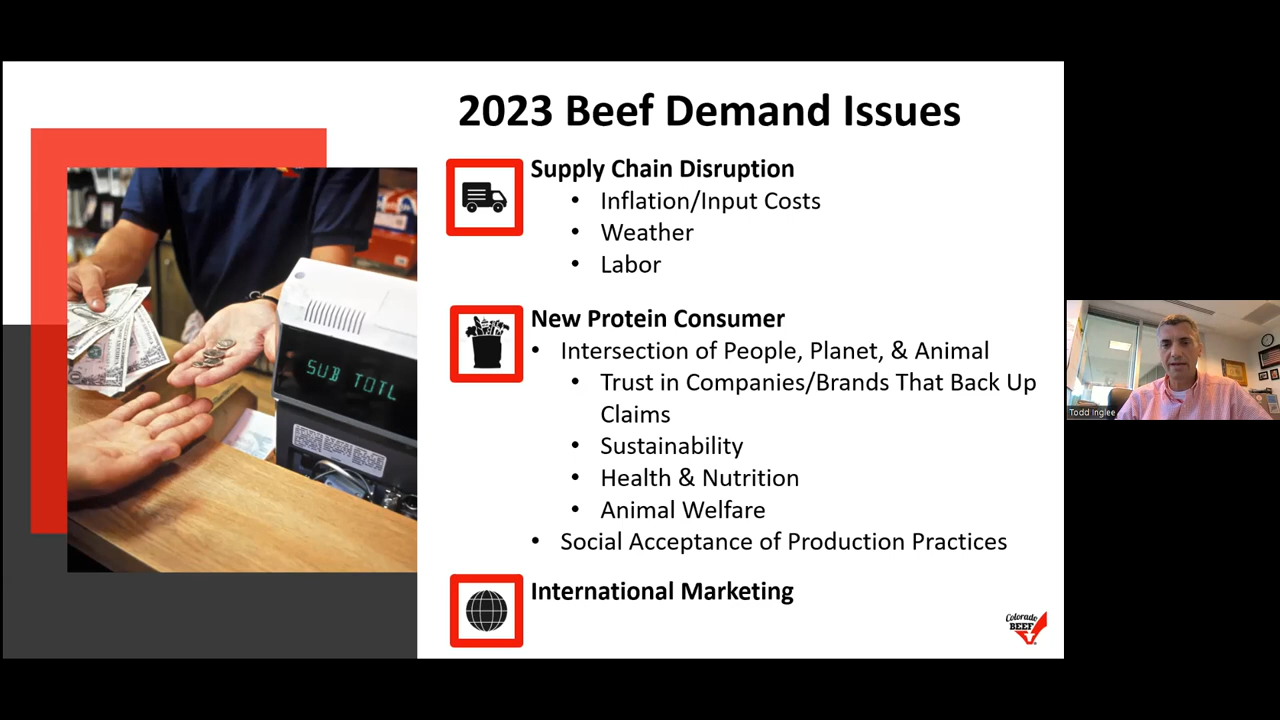 2023 Beef Demand Issues
Supply Chain Disruption
• Inflation/Input Costs
• Weather
• Labor
New Protein Consumer
• Intersection of People, Planet, & Animal
• Trust in Companies/Brands That Back Up
Claims
• Sustainability
• Health & Nutrition
• Animal Welfare
• Social Acceptance of Production Practices
International Marketing
SUB TOTL
Colorado
BEEF
Todd Inglee